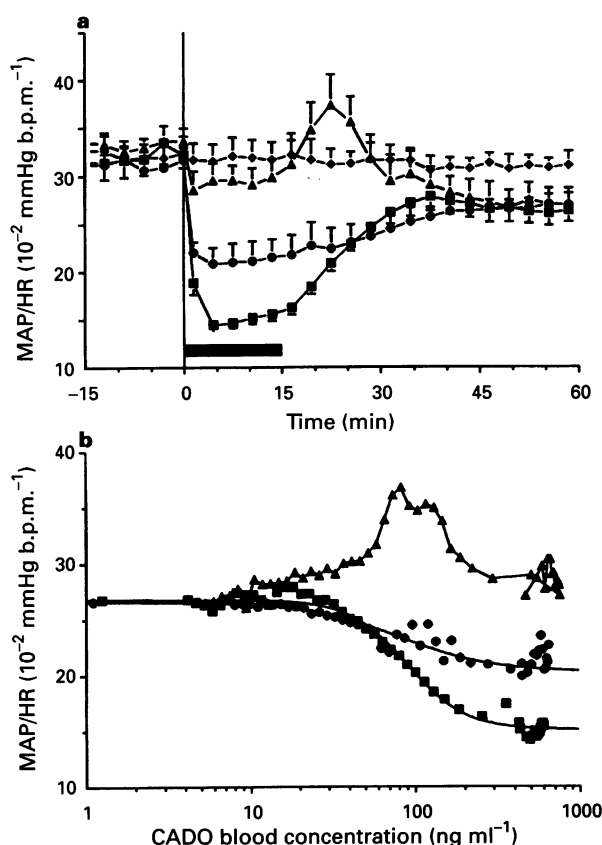 a
40
30
20
10
MAP/HR (10⁻² mmHg b.p.m.⁻¹)
−15 0 15 30 45 60
Time (min)
b
40
30
20
10
MAP/HR (10⁻² mmHg b.p.m.⁻¹)
1 10 100 1000
CADO blood concentration (ng ml⁻¹)